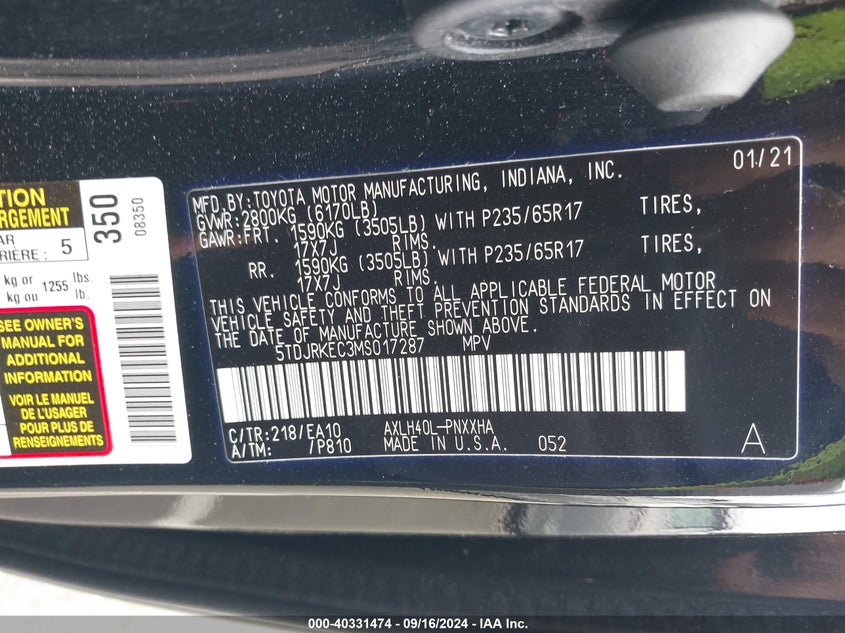 TION
RGEMENT
AR
RIÈRE: 5
kg or 1255 lbs.
kg ou lb.
SEE OWNER'S
MANUAL FOR
ADDITIONAL
INFORMATION
VOIR LE MANUEL
DE L'USAGER
POUR PLUS DE
RENSEIGNEMENTS
350
08350
01/21
MFD.BY:TOYOTA MOTOR MANUFACTURING, INDIANA, INC.
GVWR:2800KG (6170LB)
GAWR:FRT. 1590KG (3505LB) WITH P235/65R17 TIRES,
17X7J RIMS.
RR. 1590KG (3505LB) WITH P235/65R17 TIRES,
17X7J RIMS.
THIS VEHICLE CONFORMS TO ALL APPLICABLE FEDERAL MOTOR
VEHICLE SAFETY AND THEFT PREVENTION STANDARDS IN EFFECT ON
THE DATE OF MANUFACTURE SHOWN ABOVE.
5TDJRKEC3MS017287 MPV
C/TR:218/EA10 AXLH40L-PNXXHA
A/TM: 7P810 MADE IN U.S.A. 052
A
000-40331474 / 09/16/2024 - IAA Inc.